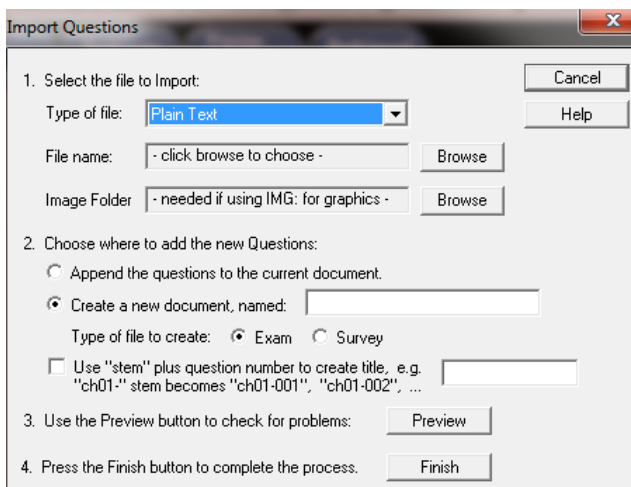 Import Questions
1. Select the file to Import:
Cancel
Type of file: Plain Text
Help
File name: - click browse to choose - Browse
Image Folder - needed if using IMG: for graphics - Browse
2. Choose where to add the new Questions:
Append the questions to the current document.
Create a new document, named:
Type of file to create: Exam Survey
Use "stem" plus question number to create title, e.g.
"ch01-" stem becomes "ch01-001", "ch01-002", ...
3. Use the Preview button to check for problems: Preview
4. Press the Finish button to complete the process. Finish